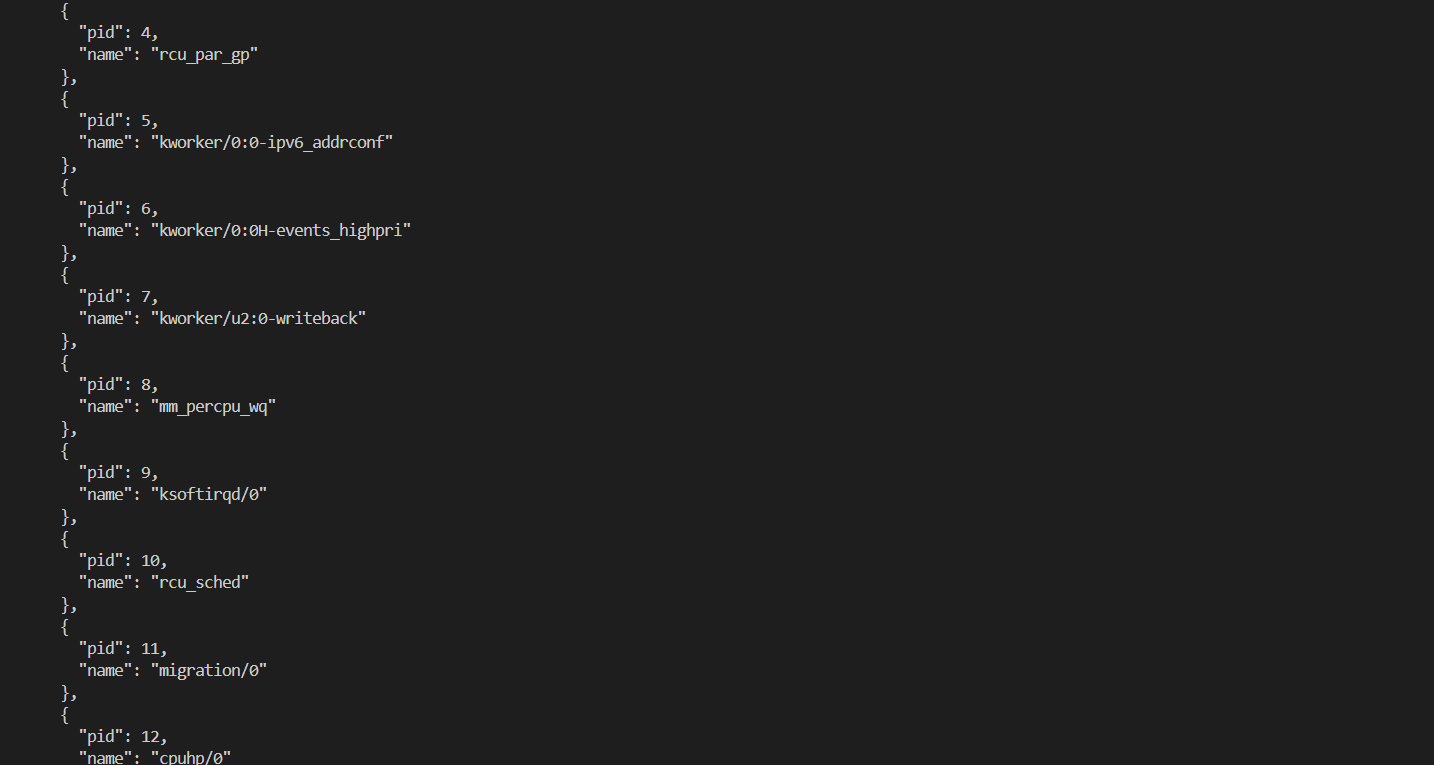 {
"pid": 4,
"name": "rcu_par_gp"
},
{
"pid": 5,
"name": "kworker/0:0-ipv6_addrconf"
},
{
"pid": 6,
"name": "kworker/0:0H-events_highpri"
},
{
"pid": 7,
"name": "kworker/u2:0-writeback"
},
{
"pid": 8,
"name": "mm_percpu_wq"
},
{
"pid": 9,
"name": "ksoftirqd/0"
},
{
"pid": 10,
"name": "rcu_sched"
},
{
"pid": 11,
"name": "migration/0"
},
{
"pid": 12,
"name": "cpuhp/0"